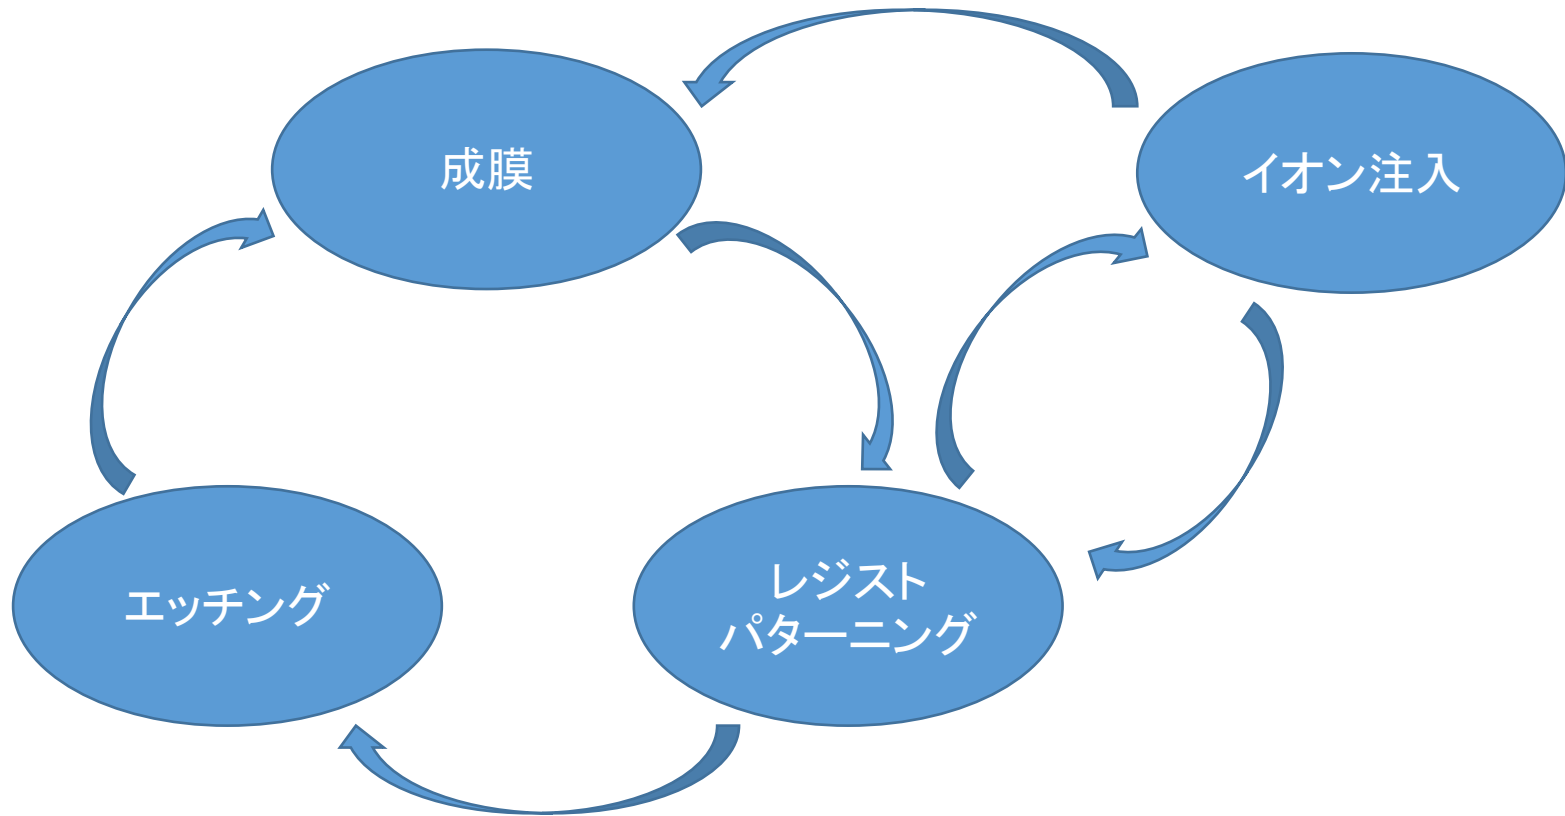 成膜
イオン注入
エッチング
レジスト
パターニング